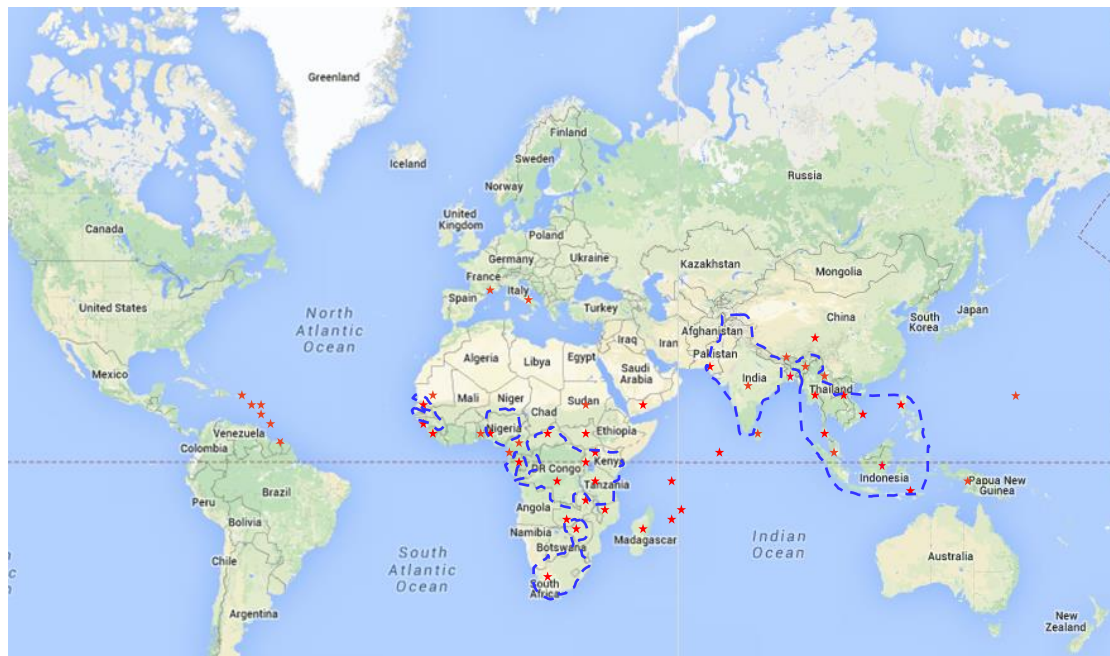 Greenland
Finland
Iceland
Sweden
Russia
Norway
United
Kingdom
Canada
Poland
Germany
Ukraine
Kazakhstan
Mongolia
France
Italy
Spain
United States
North
Atlantic
Ocean
Turkey
China
South
Korea
Japan
Afghanistan
Iraq
Iran
Pakistan
Algeria
Libya
Egypt
Saudi
Arabia
Mexico
India
Thailand
Mali
Niger
Chad
Sudan
Nigeria
Ethiopia
Venezuela
Colombia
DR Congo
Kenya
Indonesia
Papua New
Guinea
Tanzania
Brazil
Peru
Angola
Bolivia
Namibia
Botswana
Madagascar
Indian
Ocean
Chile
South
Atlantic
Ocean
Australia
South
Africa
Argentina
New
Zealand